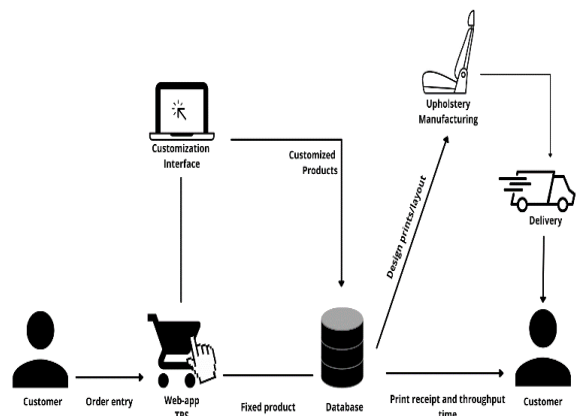 Upholstery
Manufacturing
Customization
Interface
Customized
Products
Design prints/layout
Delivery
Customer
Order entry
Web-app
TPS
Fixed product
Database
Print receipt and throughput
time
Customer